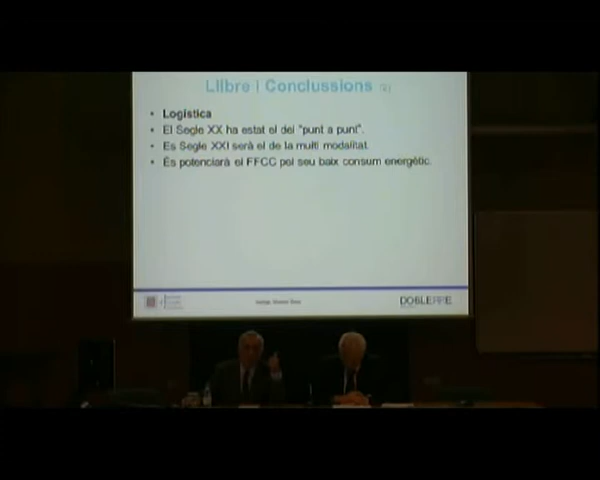 Llibre i Conclussions (2)
• Logística
• El Segle XX ha estat el del "punt a punt".
• Es Segle XXI serà el de la multi modalitat.
• És potenciarà el FFCC pel seu baix consum energètic.
DOBLERRE